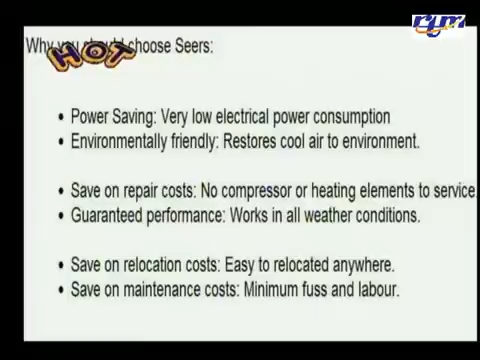 rym
Why you should choose Seers:
HOT
Power Saving: Very low electrical power consumption
Environmentally friendly: Restores cool air to environment.
Save on repair costs: No compressor or heating elements to service
Guaranteed performance: Works in all weather conditions.
Save on relocation costs: Easy to relocated anywhere.
Save on maintenance costs: Minimum fuss and labour.